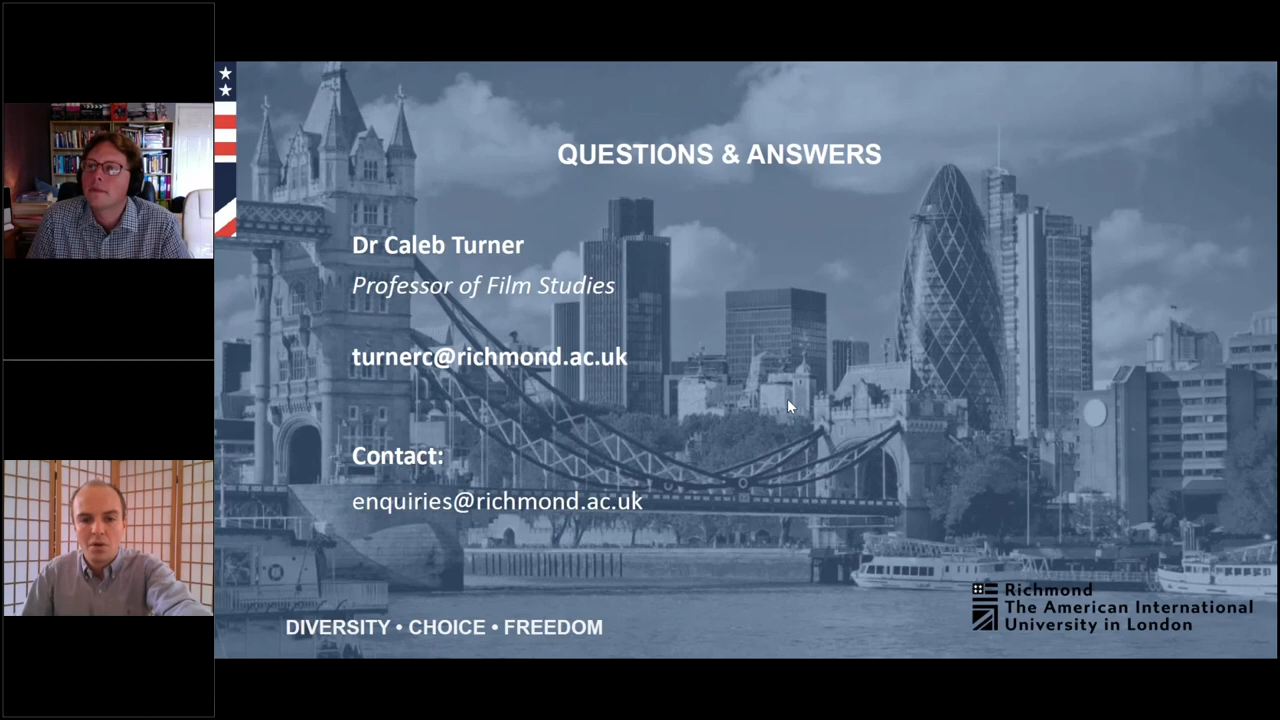 QUESTIONS & ANSWERS
Dr Caleb Turner
Professor of Film Studies
turnerc@richmond.ac.uk
Contact:
enquiries@richmond.ac.uk
DIVERSITY • CHOICE • FREEDOM
Richmond
The American International
University in London